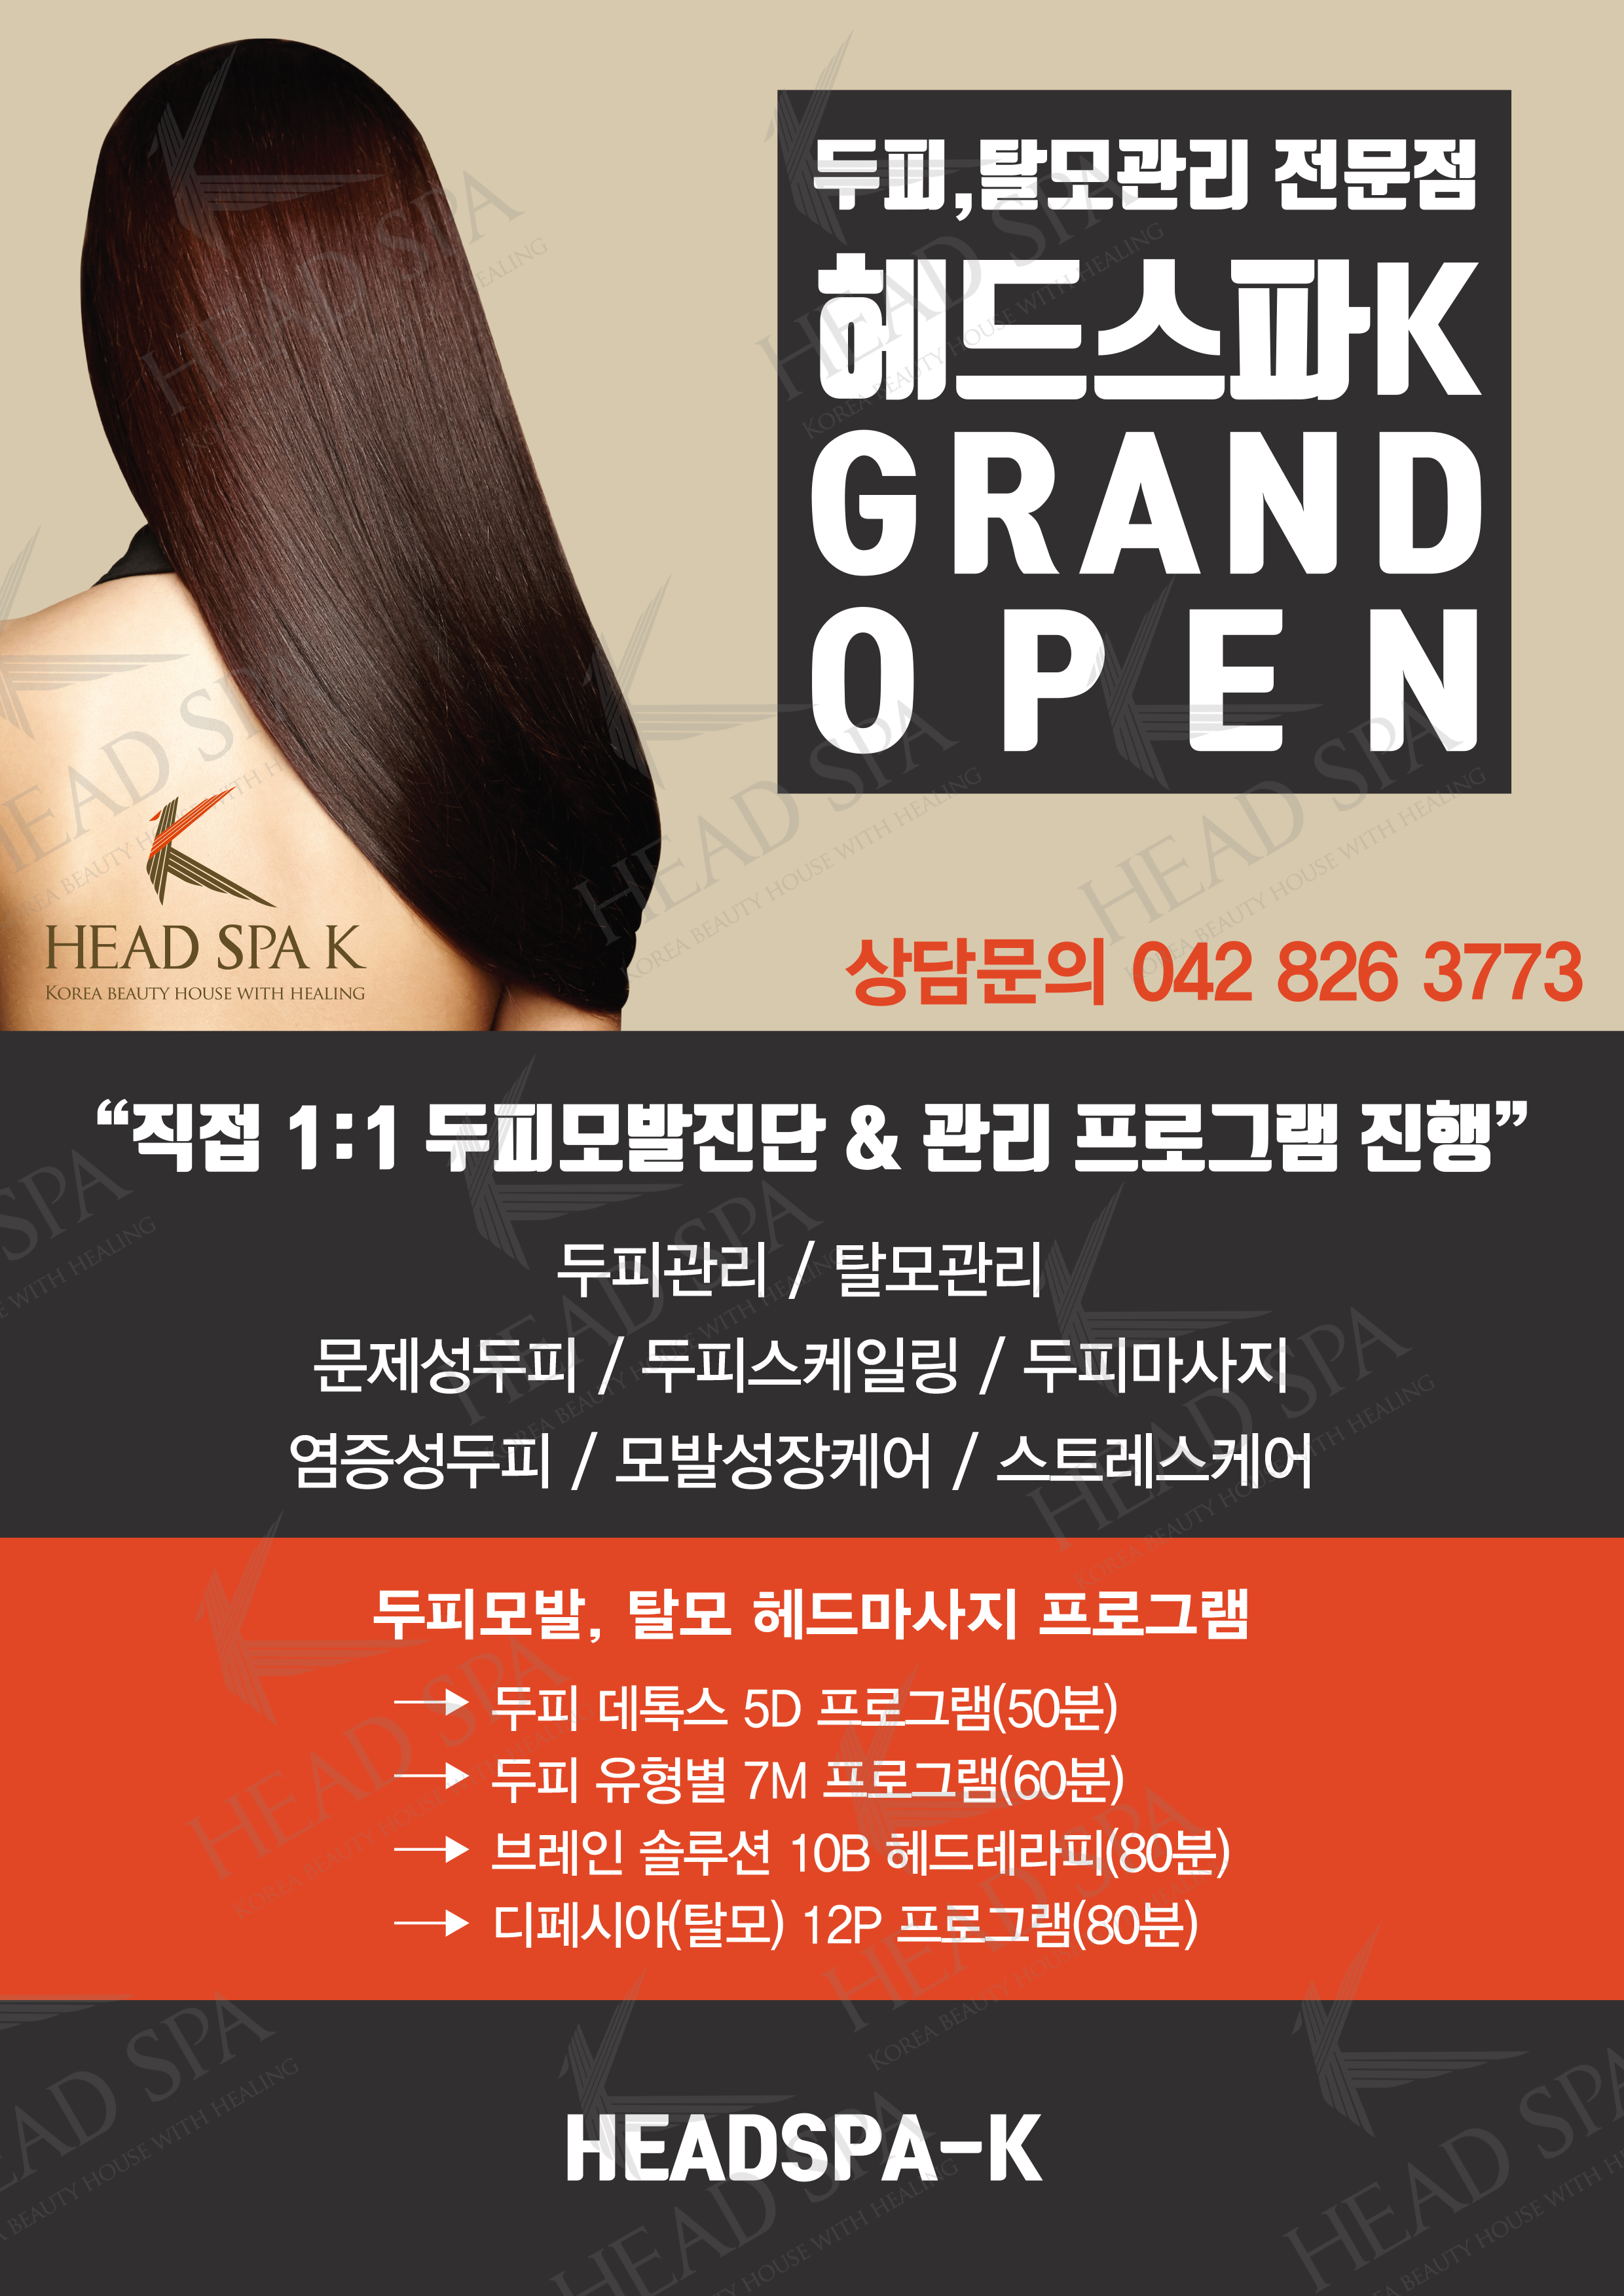 두피,탈모관리 전문점
헤드스파K
GRAND
OPEN
HEAD SPA K
KOREA BEAUTY HOUSE WITH HEALING
상담문의 042 826 3773
“직접 1:1 두피모발진단 & 관리 프로그램 진행”
두피관리 / 탈모관리
문제성두피 / 두피스케일링 / 두피마사지
염증성두피 / 모발성장케어 / 스트레스케어
두피모발, 탈모 헤드마사지 프로그램
→ 두피 데톡스 5D 프로그램(50분)
→ 두피 유형별 7M 프로그램(60분)
→ 브레인 솔루션 10B 헤드테라피(80분)
→ 디페시아(탈모) 12P 프로그램(80분)
HEADSPA-K